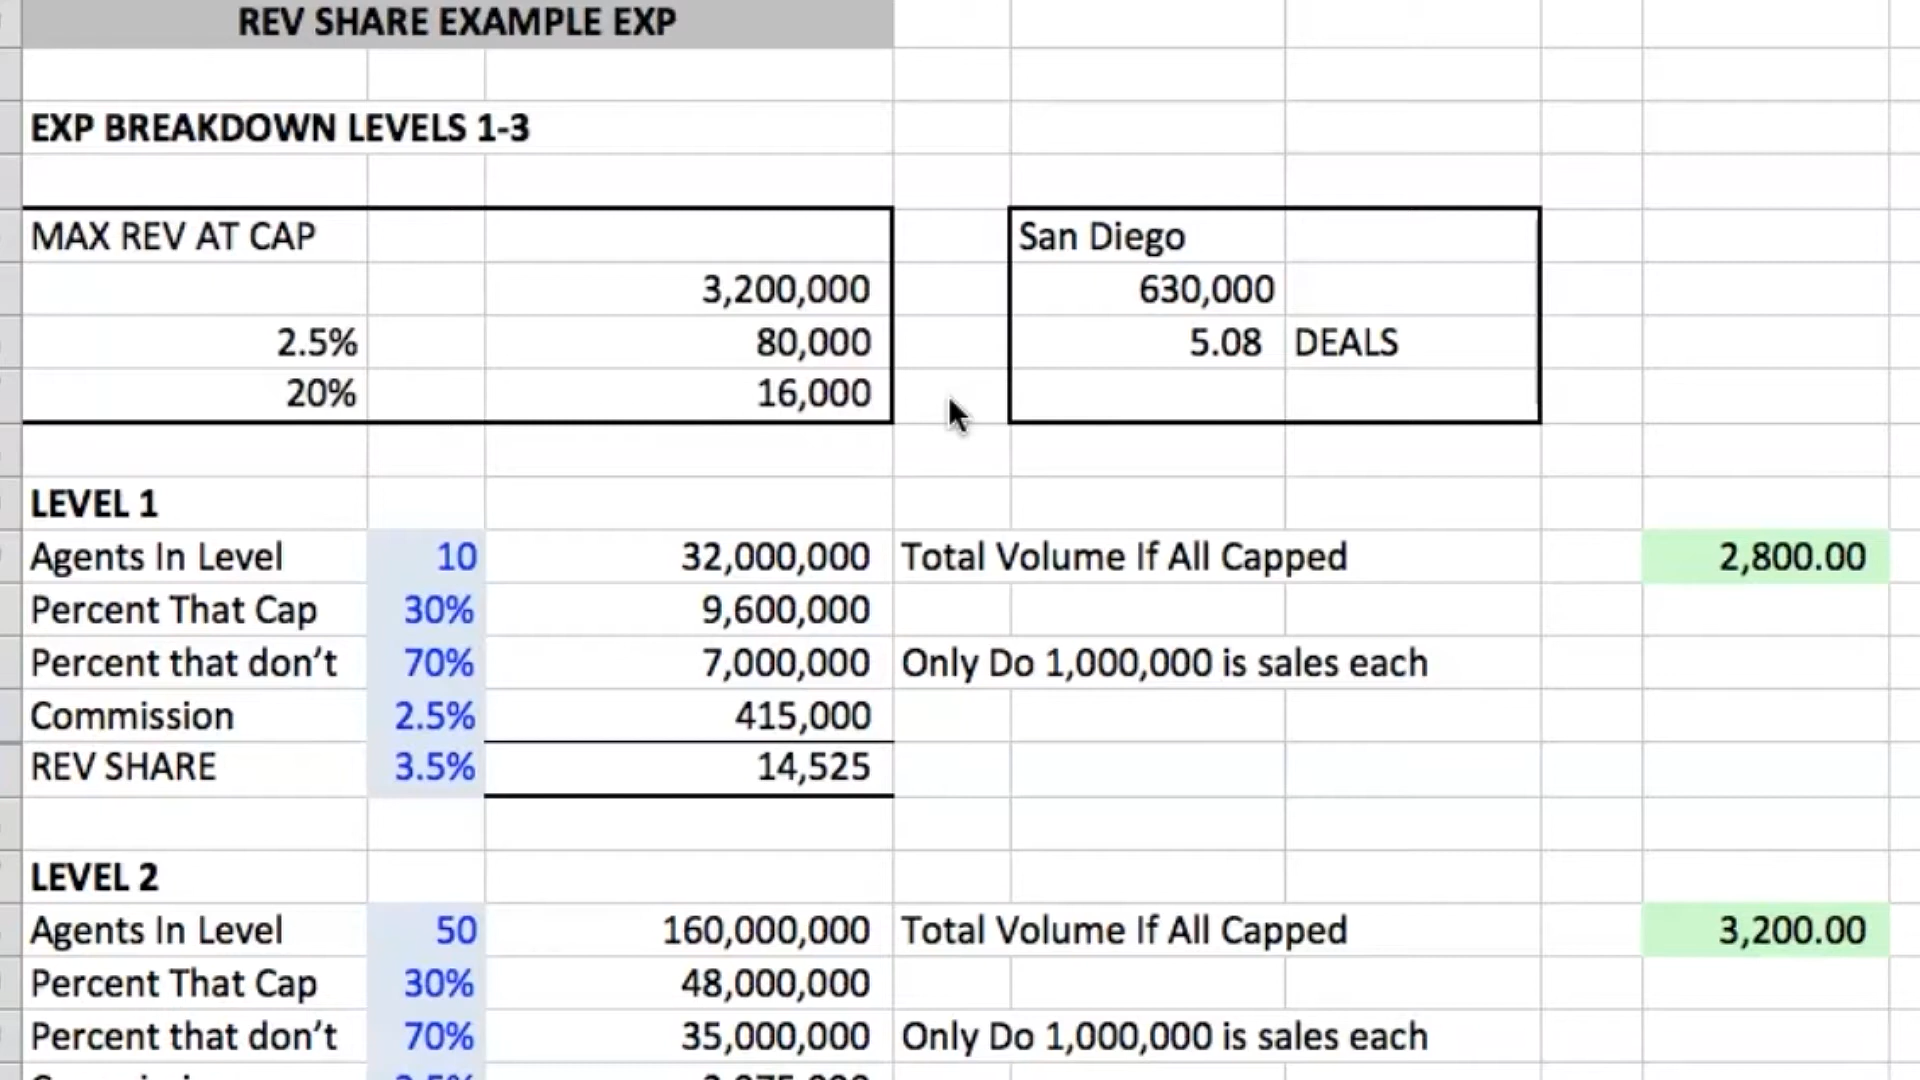 REV SHARE EXAMPLE EXP
EXP BREAKDOWN LEVELS 1-3
MAX REV AT CAP San Diego
3,200,000 630,000
2.5% 80,000 5.08 DEALS
20% 16,000
LEVEL 1
Agents In Level 10 32,000,000 Total Volume If All Capped 2,800.00
Percent That Cap 30% 9,600,000
Percent that don’t 70% 7,000,000 Only Do 1,000,000 is sales each
Commission 2.5% 415,000
REV SHARE 3.5% 14,525
LEVEL 2
Agents In Level 50 160,000,000 Total Volume If All Capped 3,200.00
Percent That Cap 30% 48,000,000
Percent that don’t 70% 35,000,000 Only Do 1,000,000 is sales each